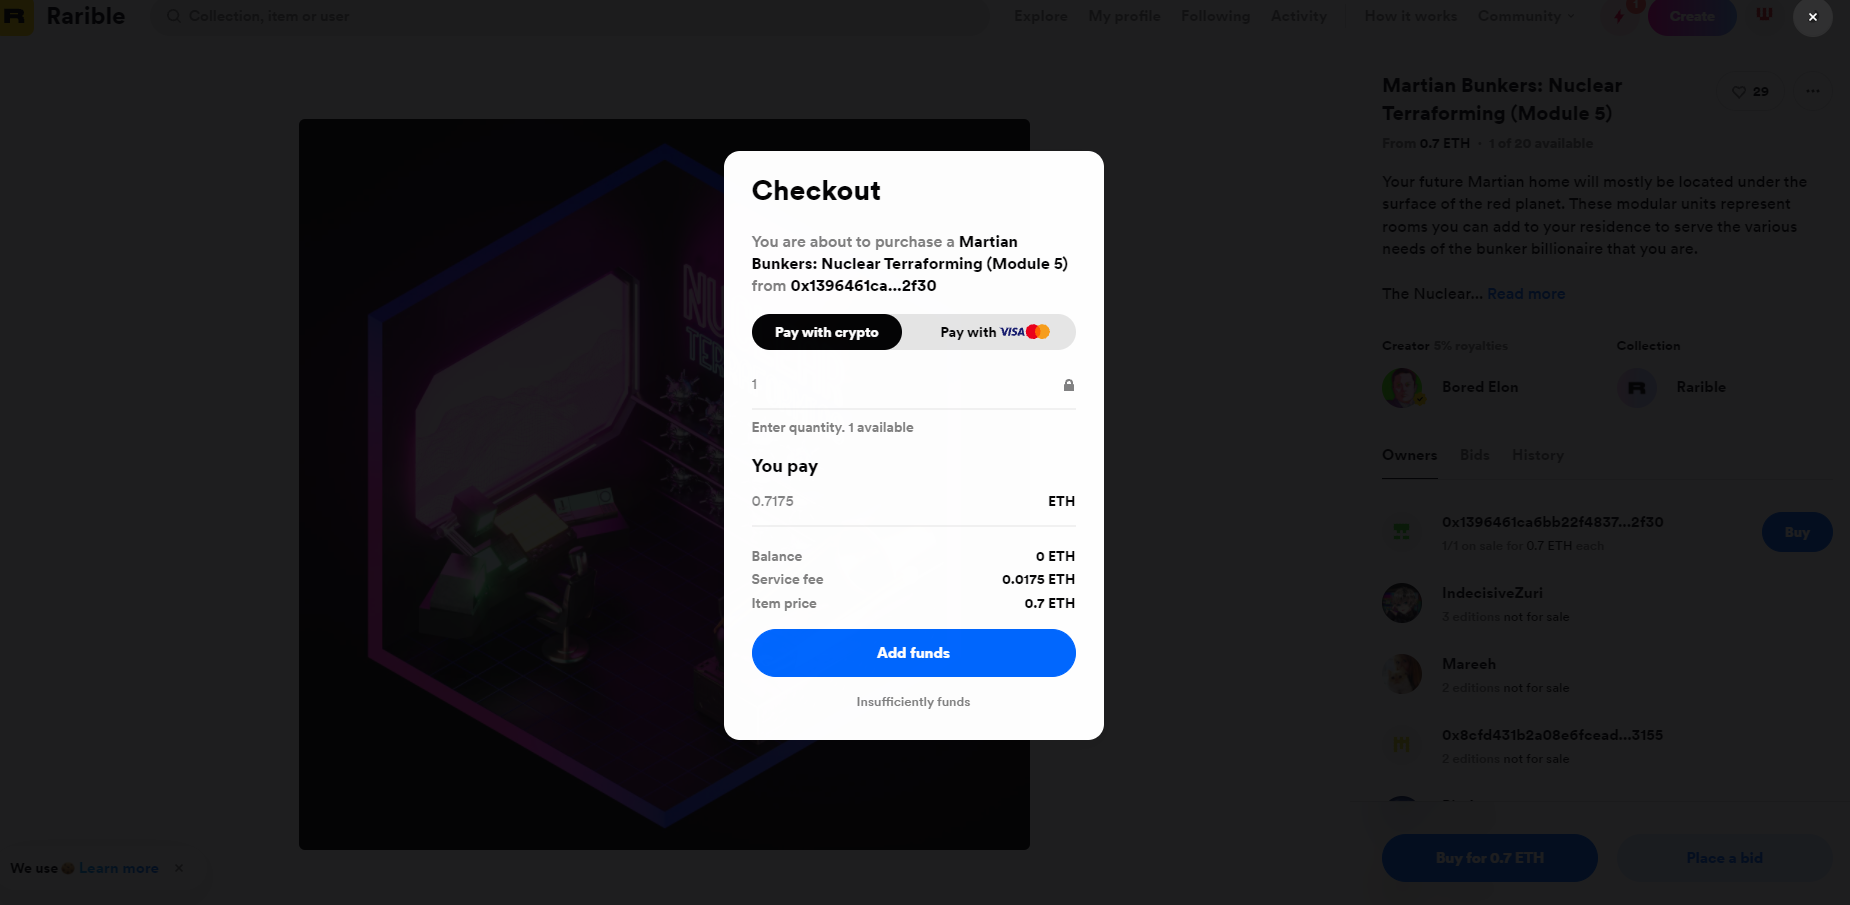 Rarible
Collection, item or user
Explore
My profile
Following
Activity
How it works
Community
1
Create
Martian Bunkers: Nuclear
Terraforming (Module 5)
29
From 0.7 ETH · 1 of 20 available
Your future Martian home will mostly be located under the
surface of the red planet. These modular units represent
rooms you can add to your residence to serve the various
needs of the bunker billionaire that you are.
The Nuclear... Read more
Creator 5% royalties
Collection
Bored Elon
Rarible
Owners
Bids
History
0x1396461ca6bb22f4837...2f30
1/1 on sale for 0.7 ETH each
Buy
IndecisiveZuri
3 editions not for sale
Mareeh
2 editions not for sale
0x8cfd431b2a08e6fcead...3155
2 editions not for sale
Buy for 0.7 ETH
Place a bid
Checkout
You are about to purchase a Martian
Bunkers: Nuclear Terraforming (Module 5)
from 0x1396461ca...2f30
Pay with crypto
Pay with VISA
1
Enter quantity. 1 available
You pay
0.7175
ETH
Balance
0 ETH
Service fee
0.0175 ETH
Item price
0.7 ETH
Add funds
Insufficiently funds
We use Learn more